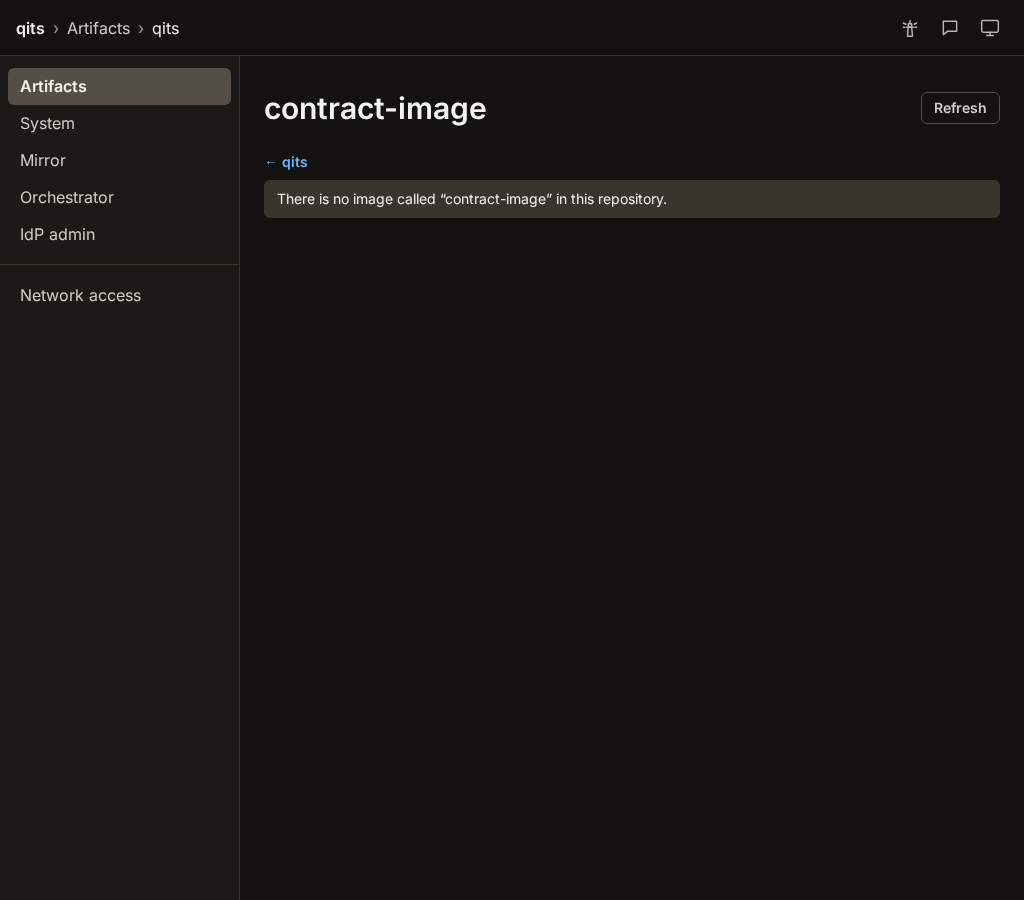 qits › Artifacts › qits
Artifacts
System
Mirror
Orchestrator
IdP admin
Network access
contract-image
Refresh
← qits
There is no image called “contract-image” in this repository.